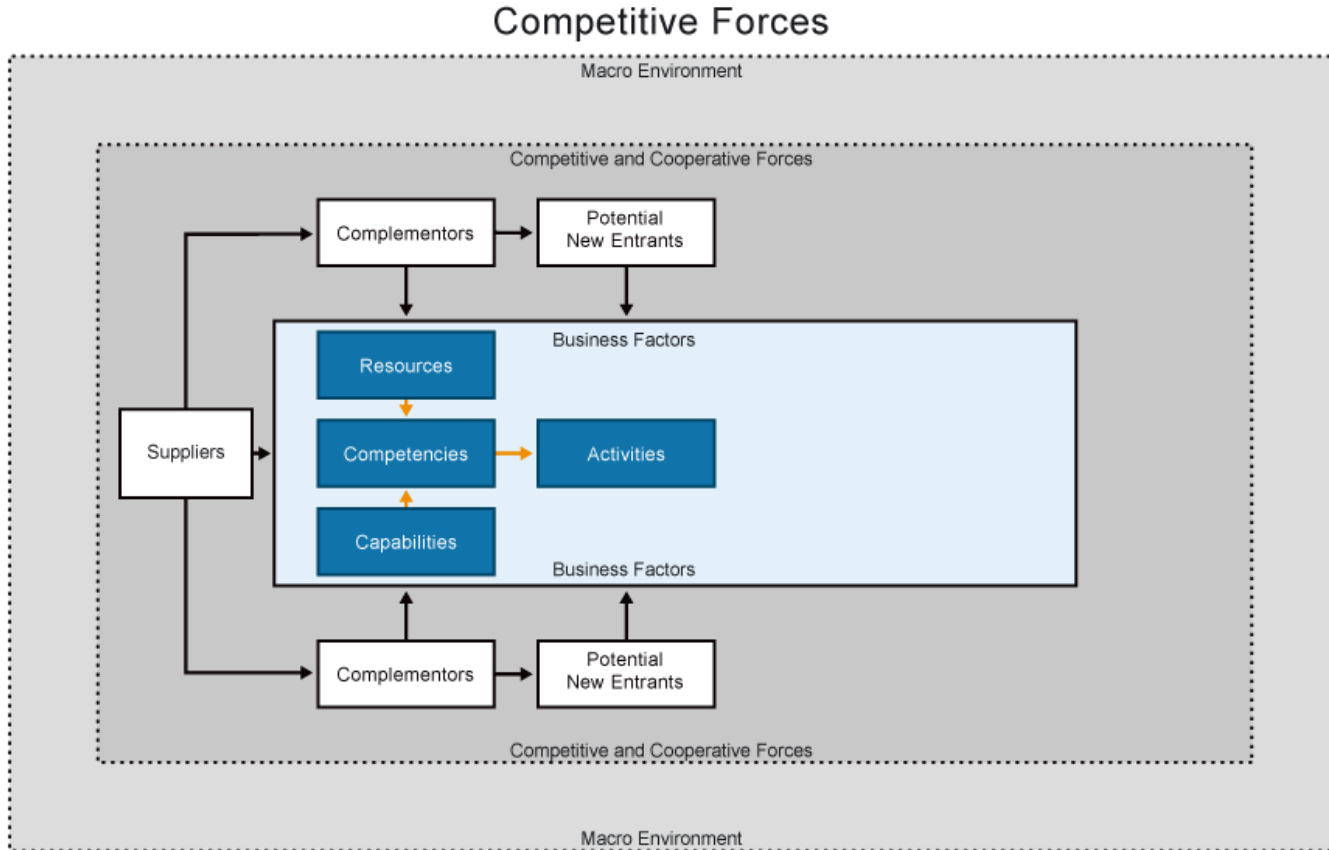 Competitive Forces
Macro Environment
Competitive and Cooperative Forces
Complementors
Potential
New Entrants
Business Factors
Resources
Suppliers
Competencies
Activities
Capabilities
Business Factors
Complementors
Potential
New Entrants
Competitive and Cooperative Forces
Macro Environment